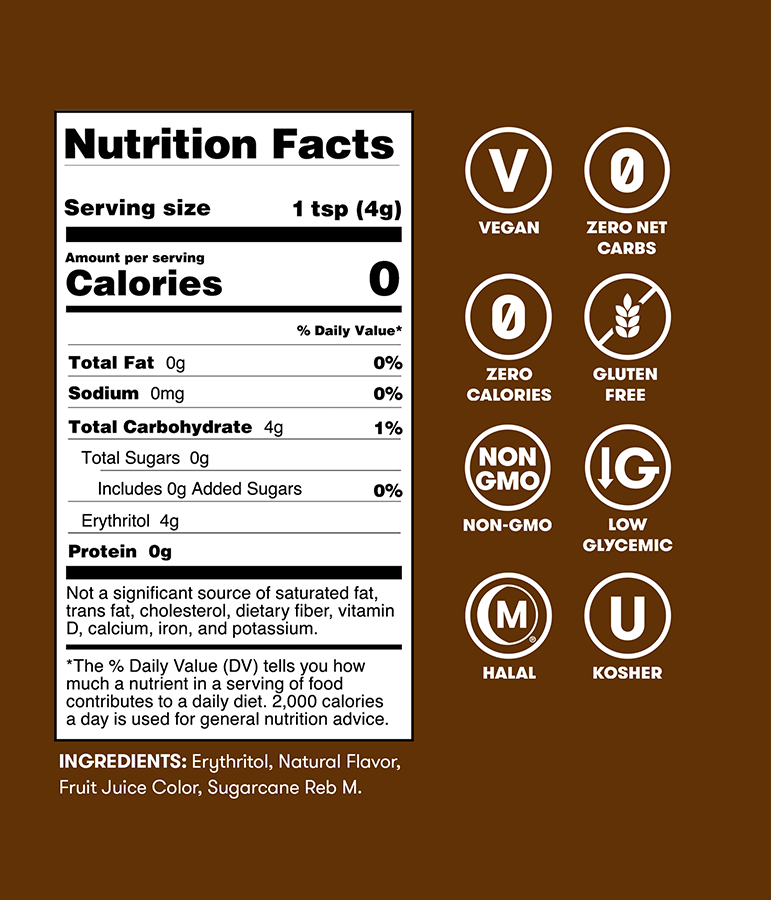 Nutrition Facts
Serving size 1 tsp (4g)
Amount per serving
Calories 0
% Daily Value*
Total Fat 0g 0%
Sodium 0mg 0%
Total Carbohydrate 4g 1%
Total Sugars 0g
Includes 0g Added Sugars 0%
Erythritol 4g
Protein 0g
Not a significant source of saturated fat,
trans fat, cholesterol, dietary fiber, vitamin
D, calcium, iron, and potassium.
*The % Daily Value (DV) tells you how
much a nutrient in a serving of food
contributes to a daily diet. 2,000 calories
a day is used for general nutrition advice.
INGREDIENTS: Erythritol, Natural Flavor,
Fruit Juice Color, Sugarcane Reb M.
V
VEGAN
0
ZERO NET
CARBS
0
ZERO
CALORIES
GLUTEN
FREE
NON
GMO
NON-GMO
G
LOW
GLYCEMIC
M
®
HALAL
U
KOSHER